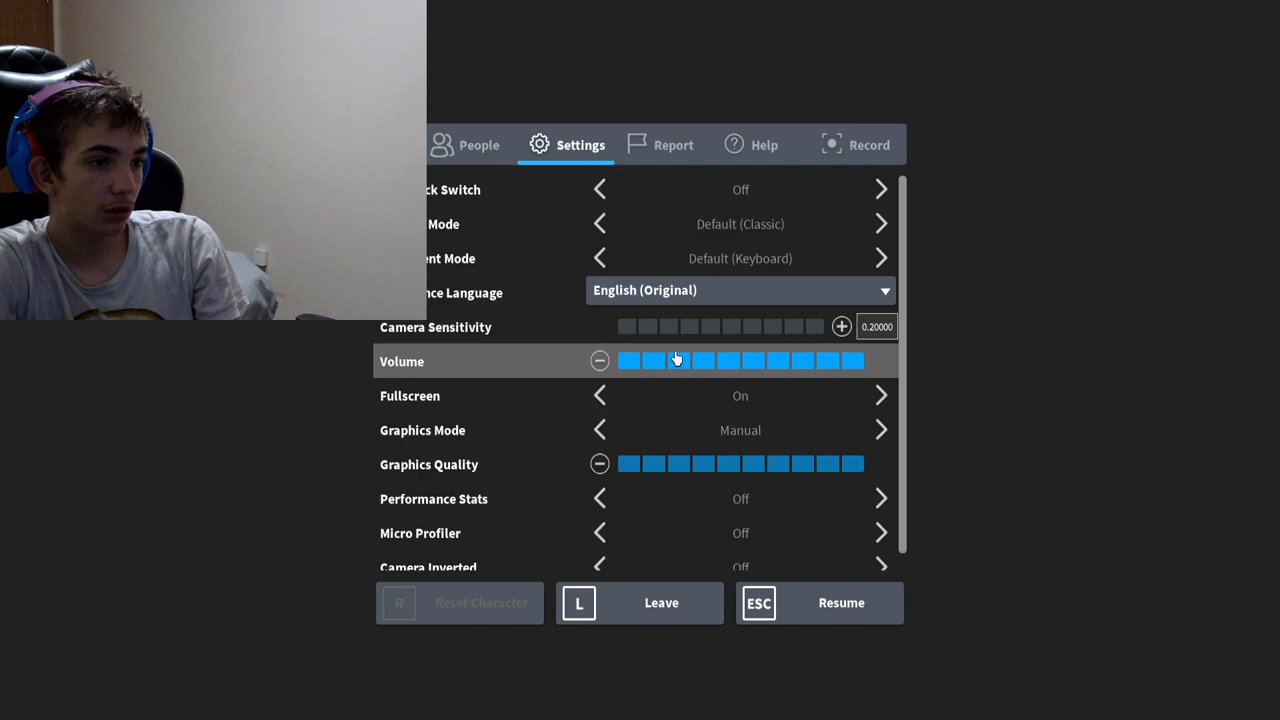 People Settings Report Help Record
ck Switch Off
Mode Default (Classic)
ent Mode Default (Keyboard)
nce Language English (Original)
Camera Sensitivity 0.20000
Volume
Fullscreen On
Graphics Mode Manual
Graphics Quality
Performance Stats Off
Micro Profiler Off
Camera Inverted Off
R Reset Character L Leave ESC Resume